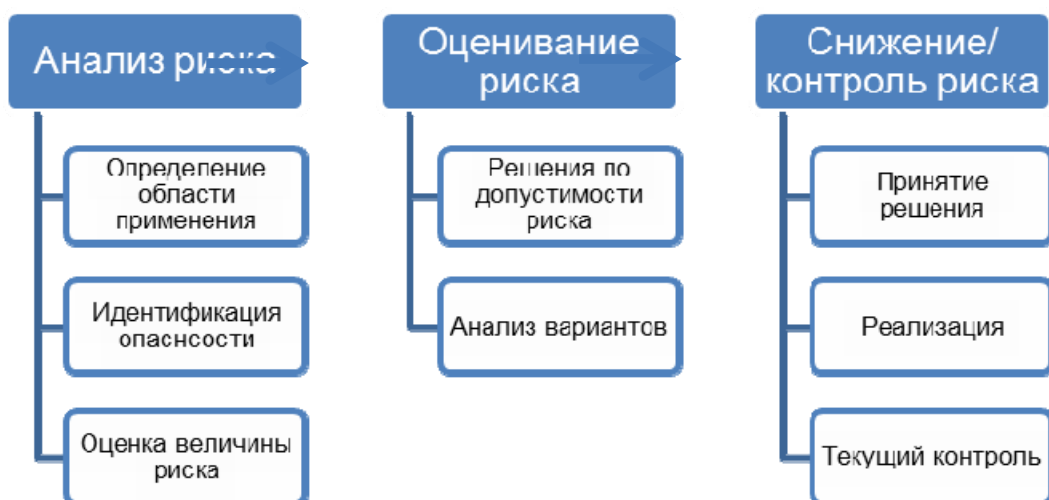 Анализ риска
Определение
области
применения
Идентификация
опаснсости
Оценка величины
риска
Оценивание
риска
Решения по
допустимости
риска
Анализ вариантов
Снижение/
контроль риска
Принятие
решения
Реализация
Текущий контроль